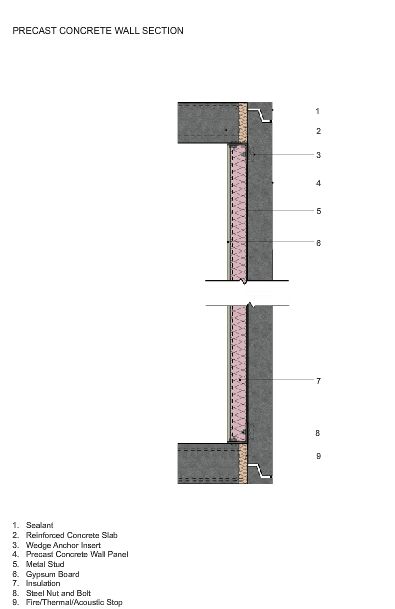 PRECAST CONCRETE WALL SECTION
1
2
3
4
5
6
7
8
9
1. Sealant
2. Reinforced Concrete Slab
3. Wedge Anchor Insert
4. Precast Concrete Wall Panel
5. Metal Stud
6. Gypsum Board
7. Insulation
8. Steel Nut and Bolt
9. Fire/Thermal/Acoustic Stop